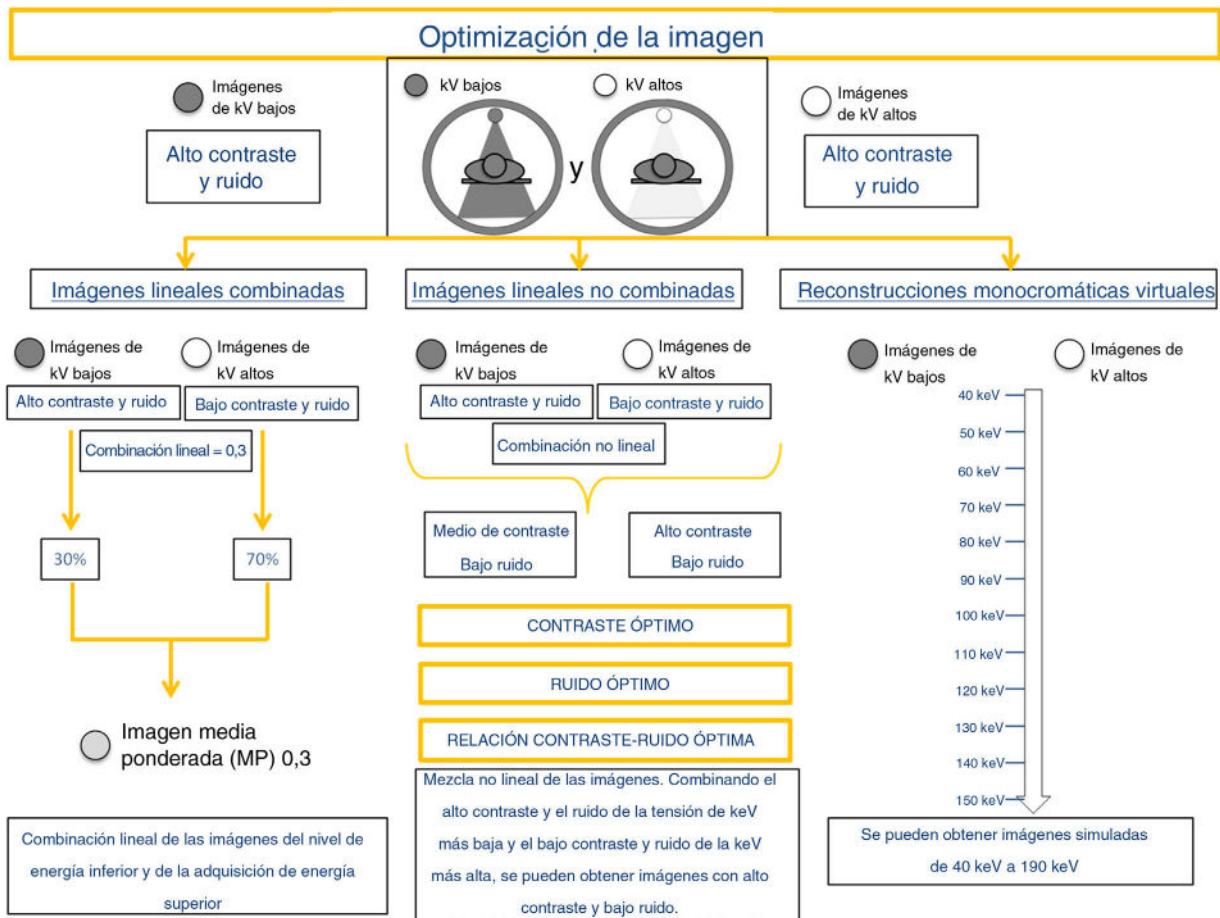 Optimización de la imagen
Imágenes
de kV bajos
Alto contraste
y ruido
kV bajos
kV altos
y
Imágenes
de kV altos
Alto contraste
y ruido
Imágenes lineales combinadas
Imágenes de
kV bajos
Imágenes de
kV altos
Alto contraste y ruido
Bajo contraste y ruido
Combinación lineal = 0,3
30%
70%
Imagen media
ponderada (MP) 0,3
Combinación lineal de las imágenes del nivel de
energía inferior y de la adquisición de energía
superior
Imágenes lineales no combinadas
Imágenes de
kV bajos
Imágenes de
kV altos
Alto contraste y ruido
Bajo contraste y ruido
Combinación no lineal
Medio de contraste
Bajo ruido
Alto contraste
Bajo ruido
CONTRASTE ÓPTIMO
RUIDO ÓPTIMO
RELACIÓN CONTRASTE-RUIDO ÓPTIMA
Mezcla no lineal de las imágenes. Combinando el
alto contraste y el ruido de la tensión de keV
más baja y el bajo contraste y ruido de la keV
más alta, se pueden obtener imágenes con alto
contraste y bajo ruido.
Reconstrucciones monocromáticas virtuales
Imágenes de
kV bajos
Imágenes de
kV altos
40 keV
50 keV
60 keV
70 keV
80 keV
90 keV
100 keV
110 keV
120 keV
130 keV
140 keV
150 keV
Se pueden obtener imágenes simuladas
de 40 keV a 190 keV